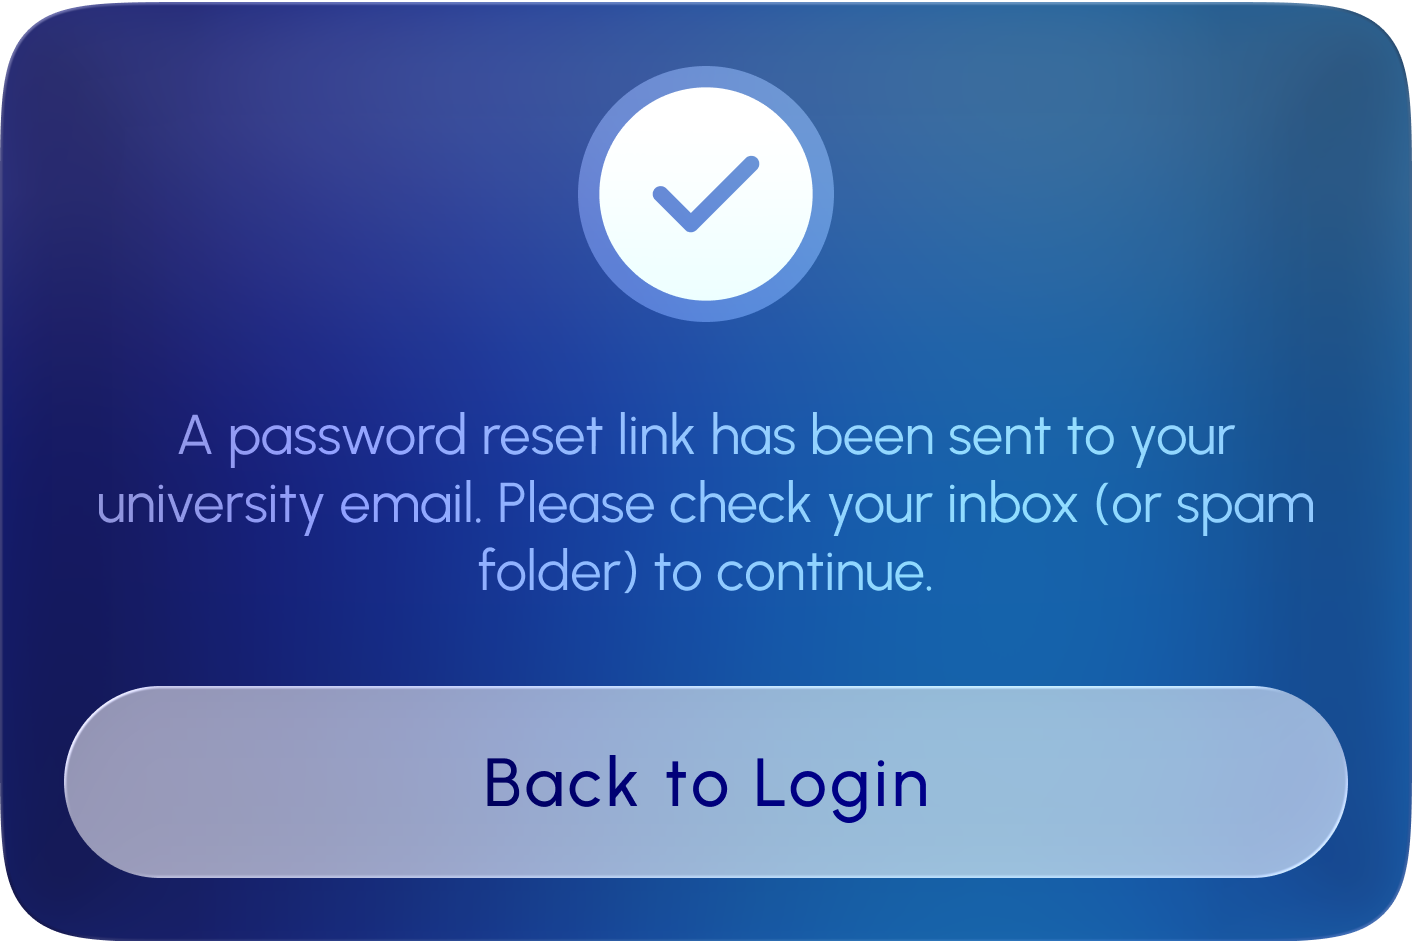 A password reset link has been sent to your
university email. Please check your inbox (or spam
folder) to continue.
Back to Login